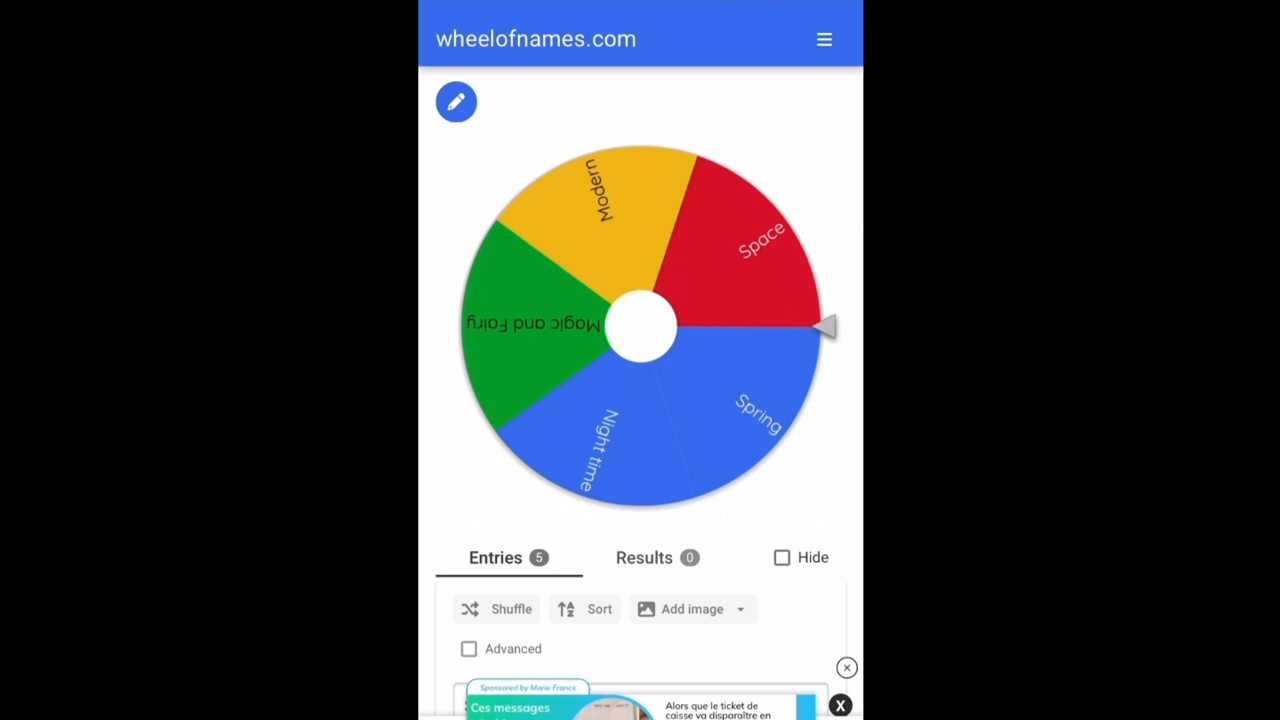 wheelofnames.com
Modern
Space
Magic and Fairy
Spring
Night time
Entries 5
Results 0
Hide
Shuffle
Sort
Add image
Advanced
Sponsored by Marie France
Ces messages
Alors que le ticket de
caisse va disparaître en
X